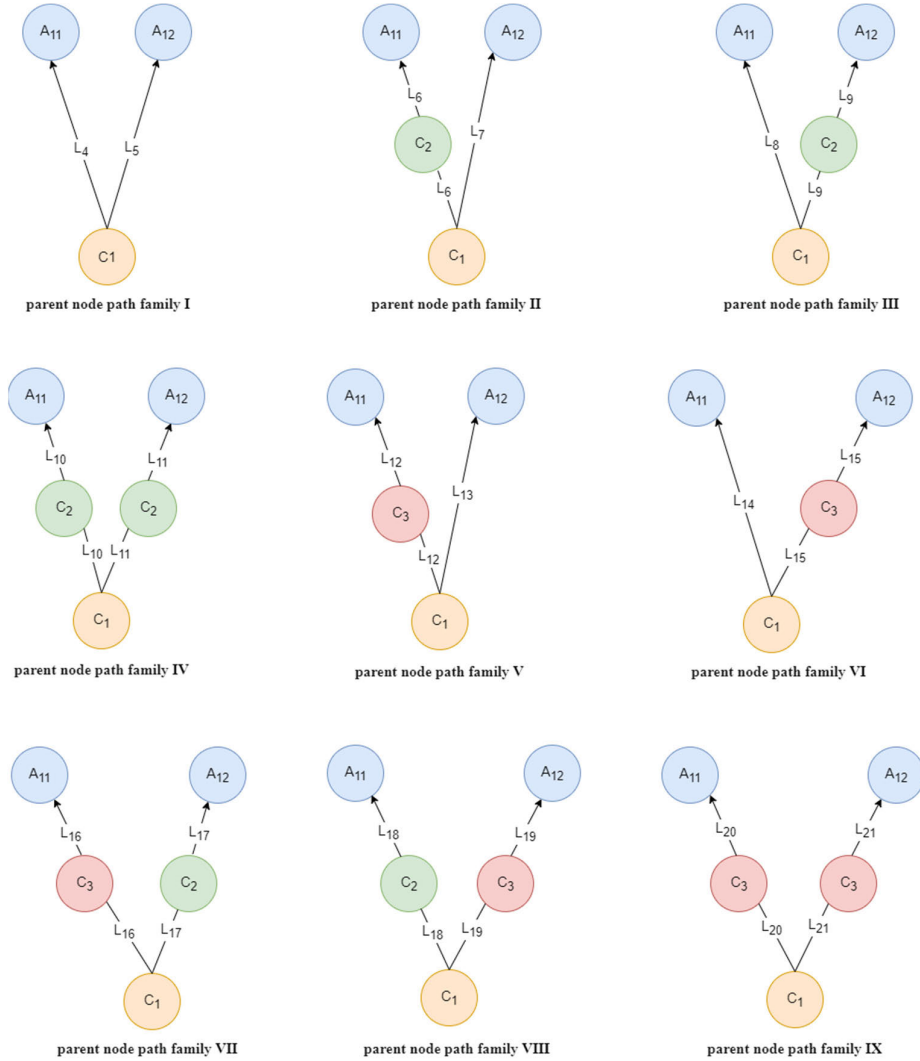 A11 A12 A11 A12 A11 A12
L6 L9
L4 L5 C2 L7 L8 C2
L6 L9
C1 C1 C1
parent node path family I parent node path family II parent node path family III
A11 A12 A11 A12 A11 A12
L10 L11 L12 L15
C2 C2 C3 L13 L14 C3
L10 L11 L12 L15
C1 C1 C1
parent node path family IV parent node path family V parent node path family VI
A11 A12 A11 A12 A11 A12
L16 L17 L18 L19 L20 L21
C3 C2 C2 C3 C3 C3
L16 L17 L18 L19 L20 L21
C1 C1 C1
parent node path family VII parent node path family VIII parent node path family IX